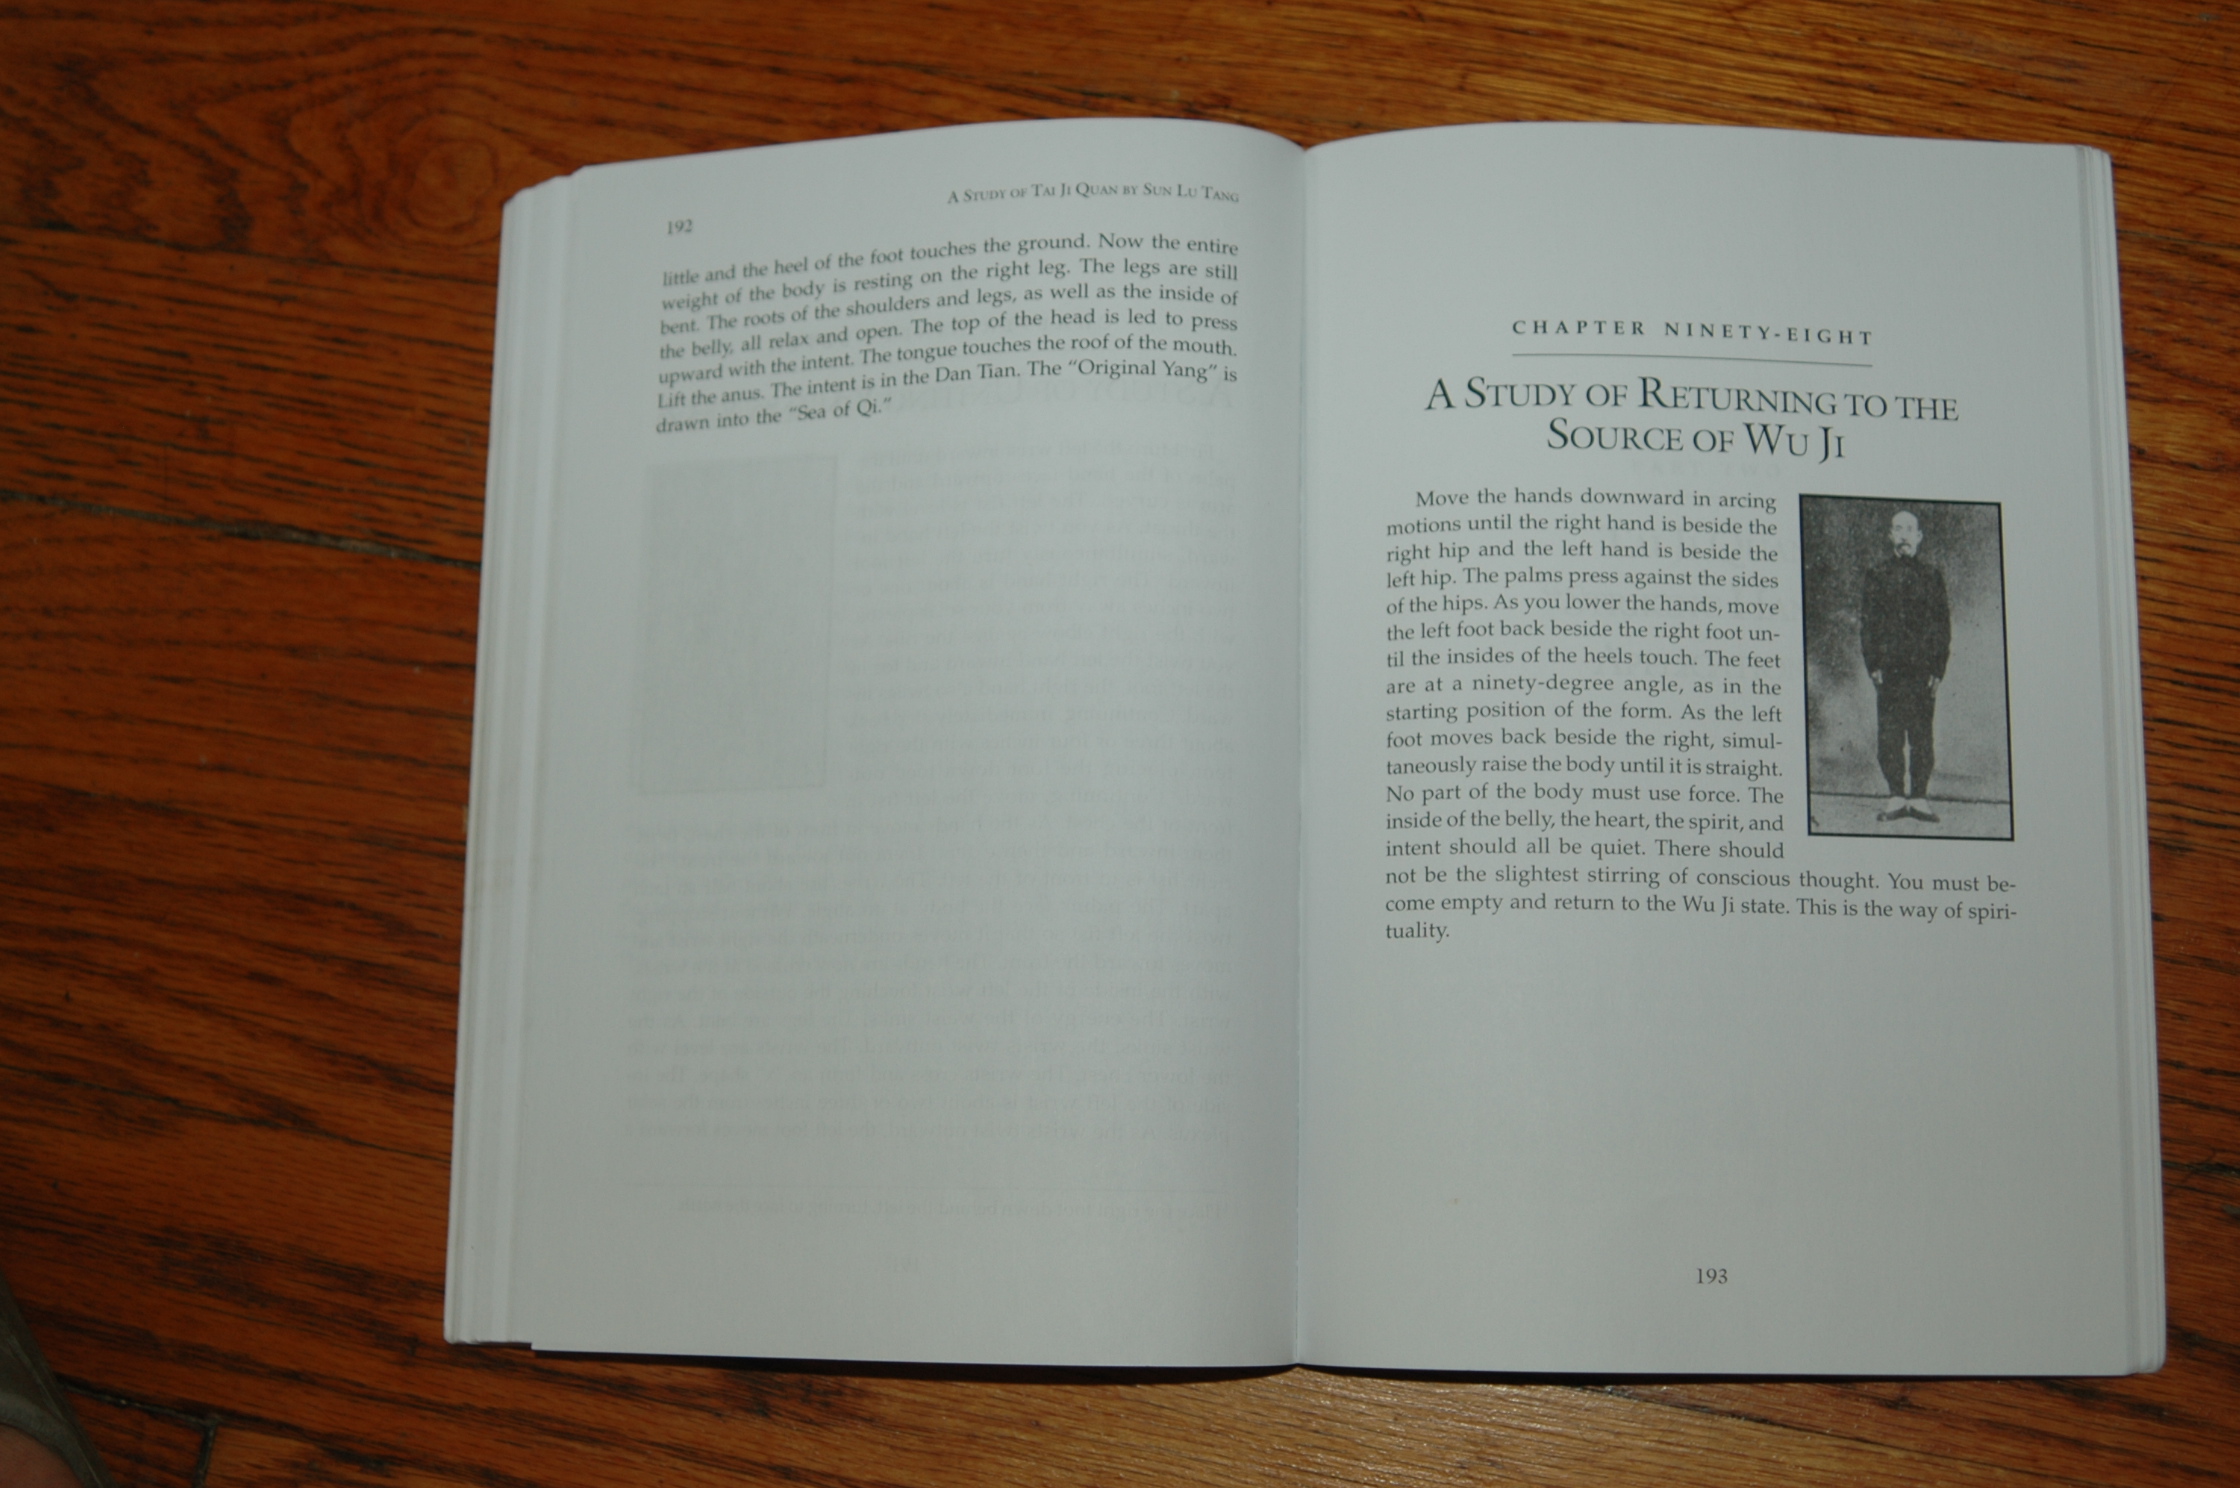 192
A STUDY OF TAI JI QUAN BY SUN LU TANG
little and the heel of the foot touches the ground. Now the entire
weight of the body is resting on the right leg. The legs are still
bent. The roots of the shoulders and legs, as well as the inside of
the belly, all relax and open. The top of the head is led to press
upward with the intent. The tongue touches the roof of the mouth.
Lift the anus. The intent is in the Dan Tian. The "Original Yang" is
drawn into the "Sea of Qi."
CHAPTER NINETY-EIGHT
A STUDY OF RETURNING TO THE
SOURCE OF WU JI
Move the hands downward in arcing
motions until the right hand is beside the
right hip and the left hand is beside the
left hip. The palms press against the sides
of the hips. As you lower the hands, move
the left foot back beside the right foot un-
til the insides of the heels touch. The feet
are at a ninety-degree angle, as in the
starting position of the form. As the left
foot moves back beside the right, simul-
taneously raise the body until it is straight.
No part of the body must use force. The
inside of the belly, the heart, the spirit, and
intent should all be quiet. There should
not be the slightest stirring of conscious thought. You must be-
come empty and return to the Wu Ji state. This is the way of spiri-
tuality.
193